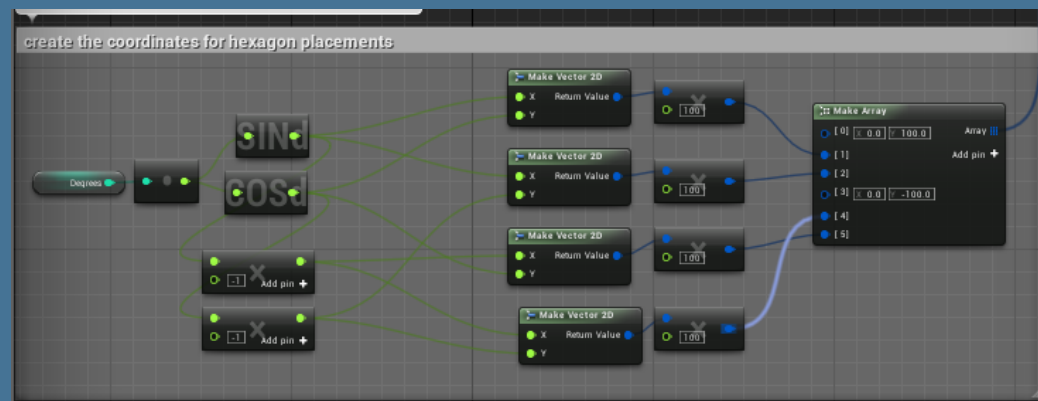 create the coordinates for hexagon placements
Make Vector 2D
X Return Value
Y
X
100
SINd
Make Array
[0] X 0.0 Y 100.0 Array
[1] Add pin +
[2]
[3] X 0.0 Y -100.0
[4]
[5]
Degrees
COSd
Make Vector 2D
X Return Value
Y
X
100
Make Vector 2D
X Return Value
Y
X
100
X
-1 Add pin +
X
-1 Add pin +
Make Vector 2D
X Return Value
Y
X
100